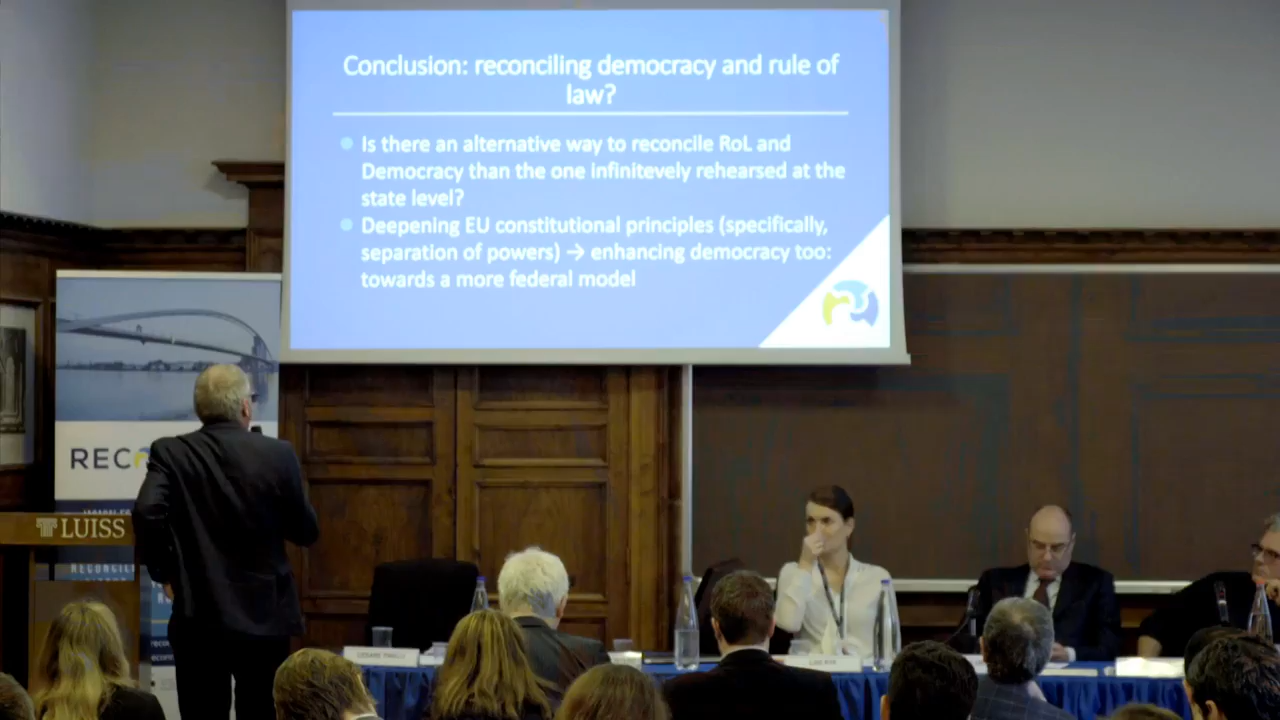 Conclusion: reconciling democracy and rule of
law?
Is there an alternative way to reconcile RoL and
Democracy than the one infinitevely rehearsed at the
state level?
Deepening EU constitutional principles (specifically,
separation of powers) → enhancing democracy too:
towards a more federal model
REC
LUISS